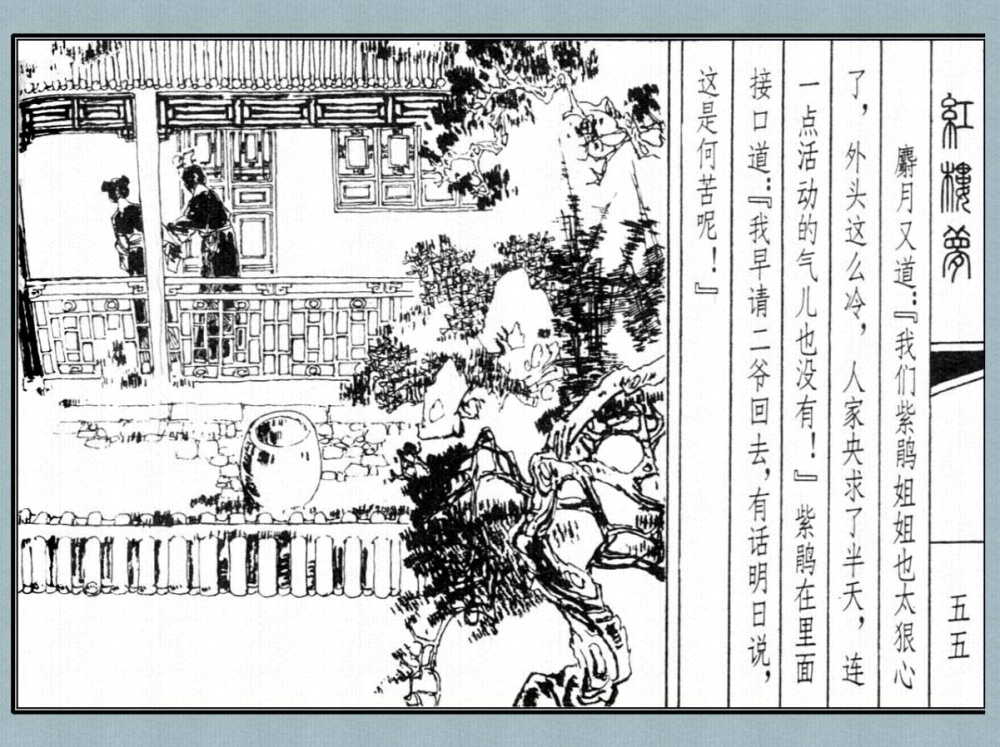 紅樓夢
五五
麝月又道：『我们紫鹃姐姐也太狠心
了，外头这么冷，人家央求了半天，连
一点活动的气儿也没有！』紫鹃在里面
接口道：『我早请二爷回去，有话明日说，
这是何苦呢！』